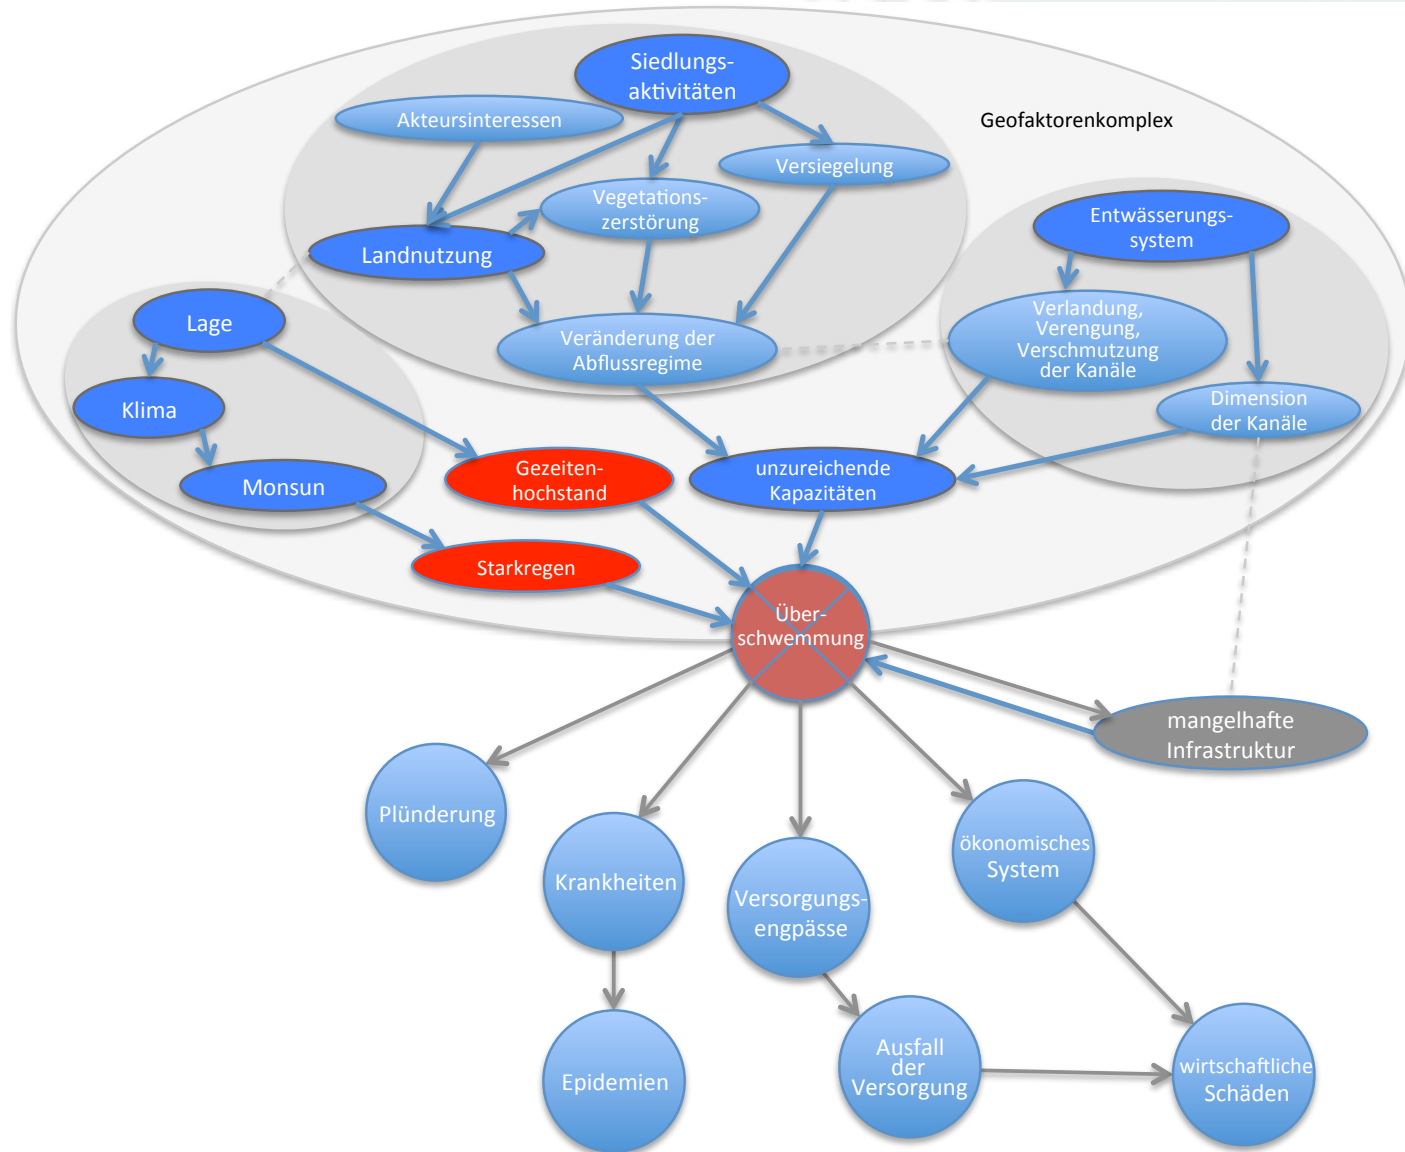 Siedlungs-
aktivitäten
Akteursinteressen
Geofaktorenkomplex
Versiegelung
Vegetations-
zerstörung
Entwässerungs-
system
Landnutzung
Lage
Verlandung,
Verengung,
Verschmutzung
der Kanäle
Veränderung der
Abflussregime
Klima
Dimension
der Kanäle
Monsun
Gezeiten-
hochstand
unzureichende
Kapazitäten
Starkregen
Über-
schwemmung
mangelhafte
Infrastruktur
Plünderung
Krankheiten
Versorgungs-
engpässe
ökonomisches
System
Epidemien
Ausfall
der
Versorgung
wirtschaftliche
Schäden